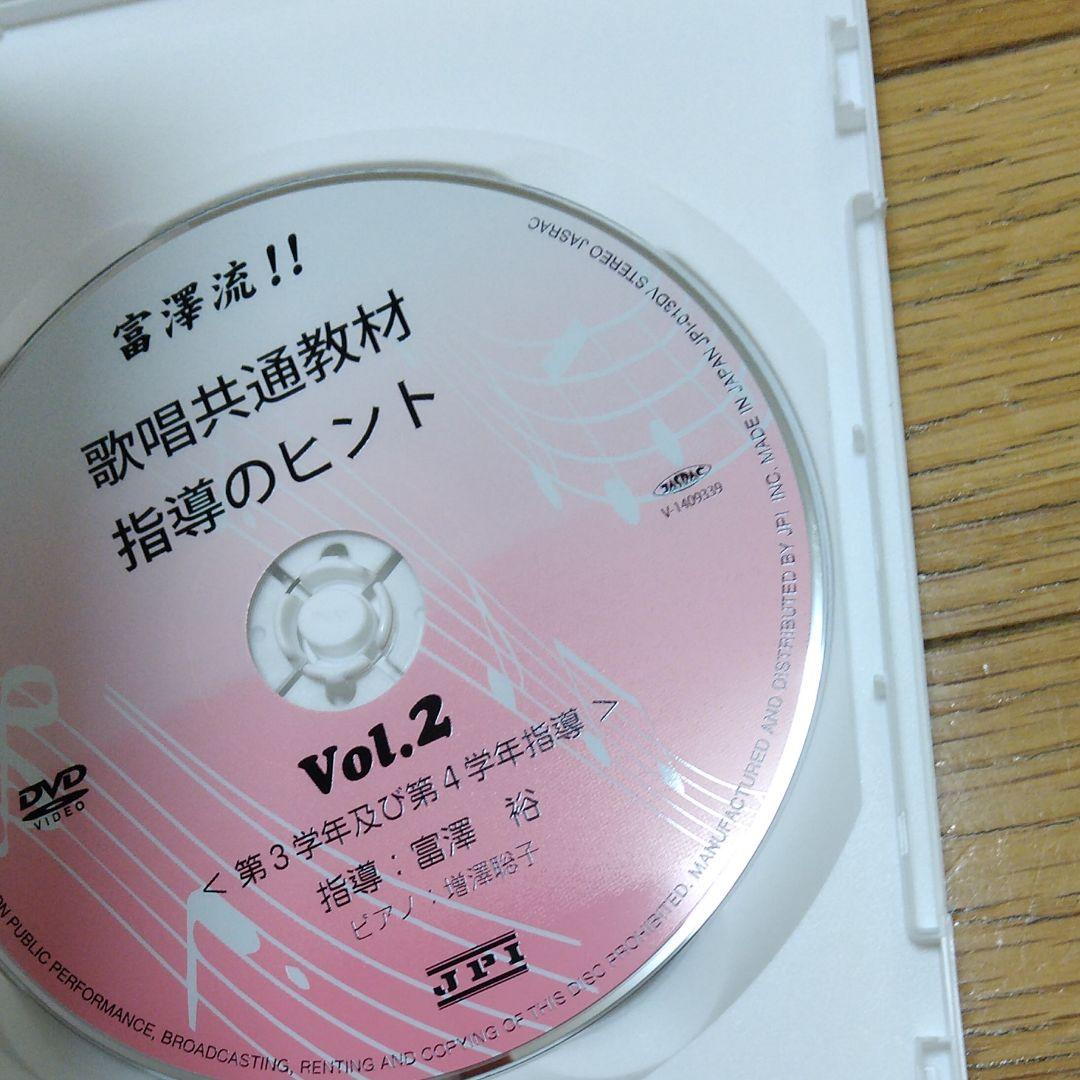 富澤流!!
歌唱共通教材
指導のヒント
Vol.2
<第3学年及び第4学年指導>
指導:富澤 裕
ピアノ:増澤聡子
JPI
DVD
VIDEO
JASRAC
V-1409339
ON PUBLIC PERFORMANCE, BROADCASTING, RENTING AND COPYING OF THIS DISC PROHIBITED. MANUFACTURED AND DISTRIBUTED BY JPI INC. MADE IN JAPAN JPI-013DV STEREO JASRAC